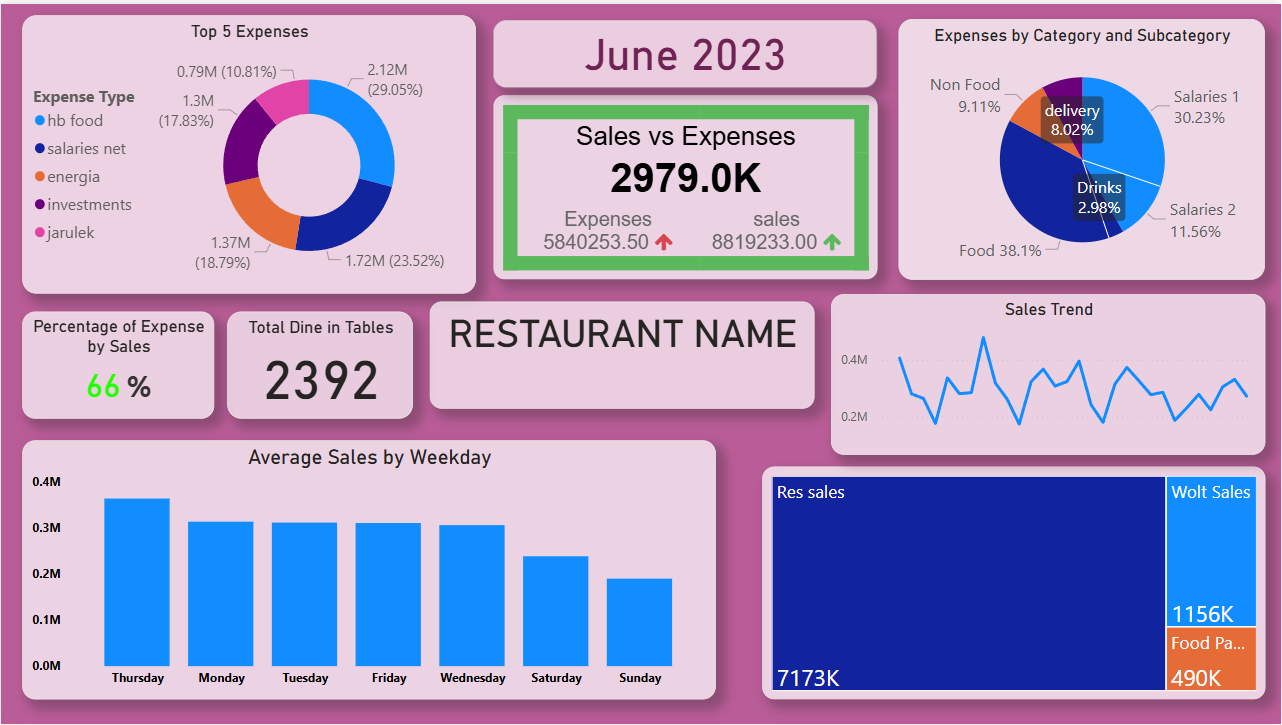 Top 5 Expenses
Expense Type
hb food
salaries net
energia
investments
jarulek
0.79M (10.81%)
2.12M
(29.05%)
1.3M
(17.83%)
1.37M
(18.79%)
1.72M (23.52%)
June 2023
Sales vs Expenses
2979.0K
Expenses
5840253.50
sales
8819233.00
Expenses by Category and Subcategory
Non Food
9.11%
delivery
8.02%
Salaries 1
30.23%
Drinks
2.98%
Salaries 2
11.56%
Food 38.1%
Percentage of Expense
by Sales
66 %
Total Dine in Tables
2392
RESTAURANT NAME
Sales Trend
0.4M
0.2M
Average Sales by Weekday
0.4M
0.3M
0.2M
0.1M
0.0M
Thursday
Monday
Tuesday
Friday
Wednesday
Saturday
Sunday
Res sales
7173K
Wolt Sales
1156K
Food Pa...
490K